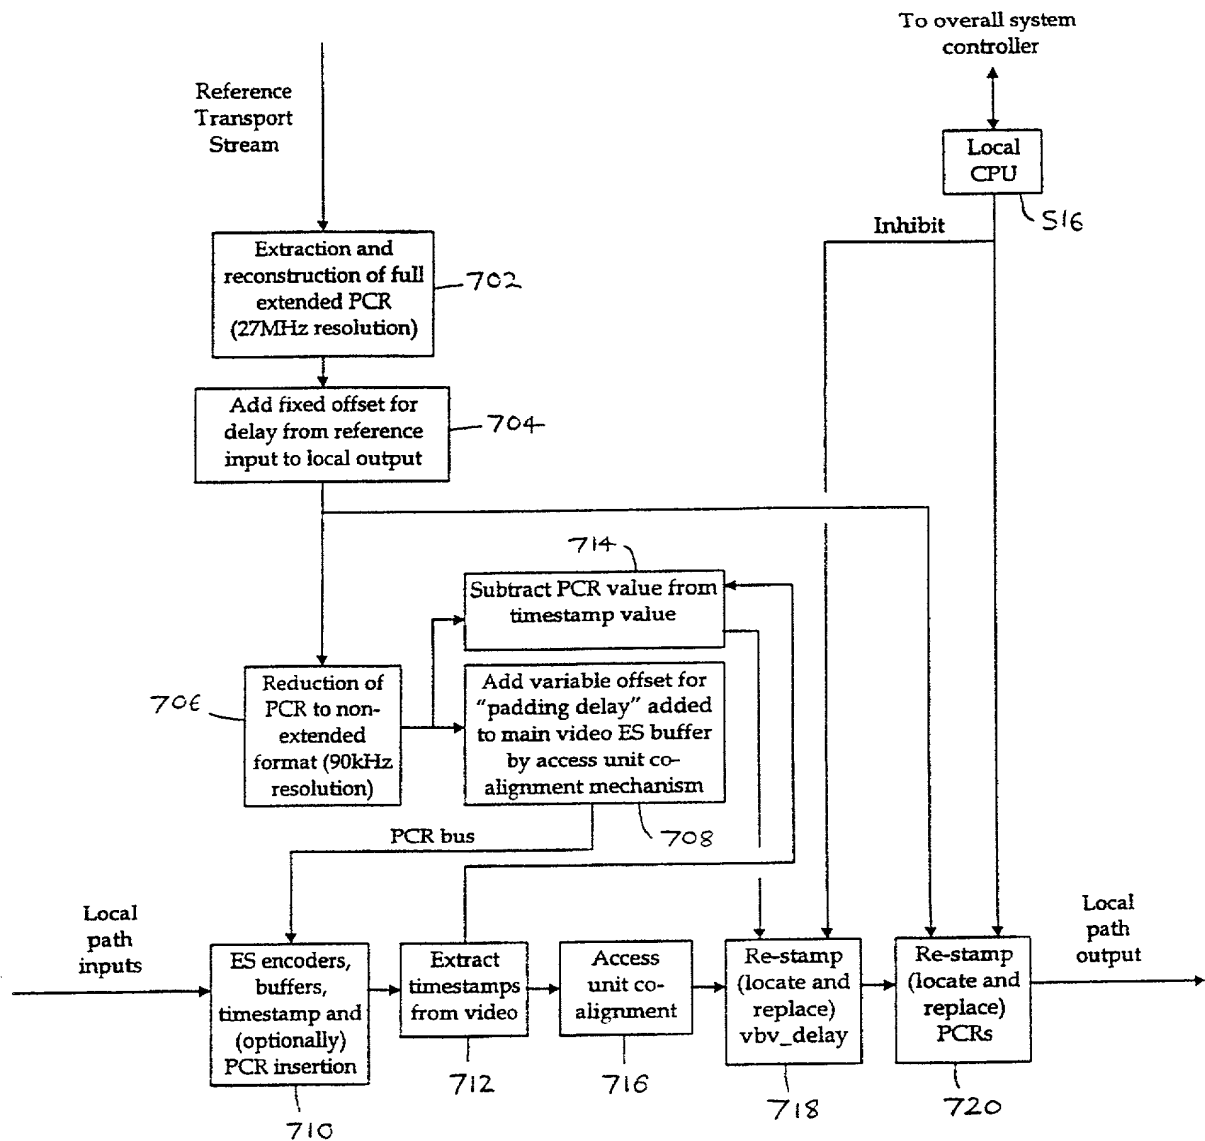 To overall system
controller
Reference
Transport
Stream
Local
CPU
516
Inhibit
Extraction and
reconstruction of full
extended PCR
(27MHz resolution)
702
Add fixed offset for
delay from reference
input to local output
704
714
Subtract PCR value from
timestamp value
706
Reduction of
PCR to non-
extended
format (90kHz
resolution)
Add variable offset for
"padding delay" added
to main video ES buffer
by access unit co-
alignment mechanism
708
PCR bus
Local
path
inputs
ES encoders,
buffers,
timestamp and
(optionally)
PCR insertion
710
Extract
timestamps
from video
712
Access
unit co-
alignment
716
Re-stamp
(locate and
replace)
vbv_delay
718
Re-stamp
(locate and
replace)
PCRs
720
Local
path
output